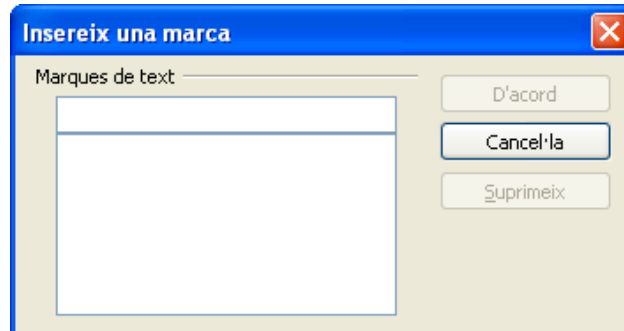 Insereix una marca
Marques de text
D'acord
Cancel·la
Suprimeix